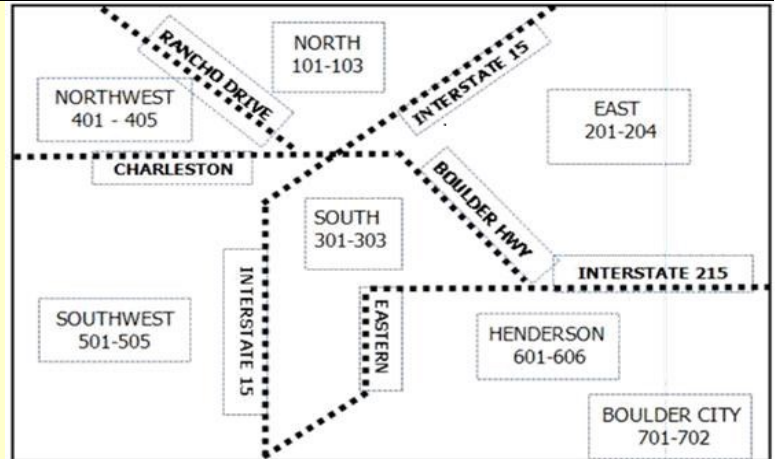 NORTH
101-103
RANCHO DRIVE
INTERSTATE 15
NORTHWEST
401 - 405
EAST
201-204
CHARLESTON
BOULDER HWY
SOUTH
301-303
INTERSTATE 215
INTERSTATE 15
EASTERN
SOUTHWEST
501-505
HENDERSON
601-606
BOULDER CITY
701-702